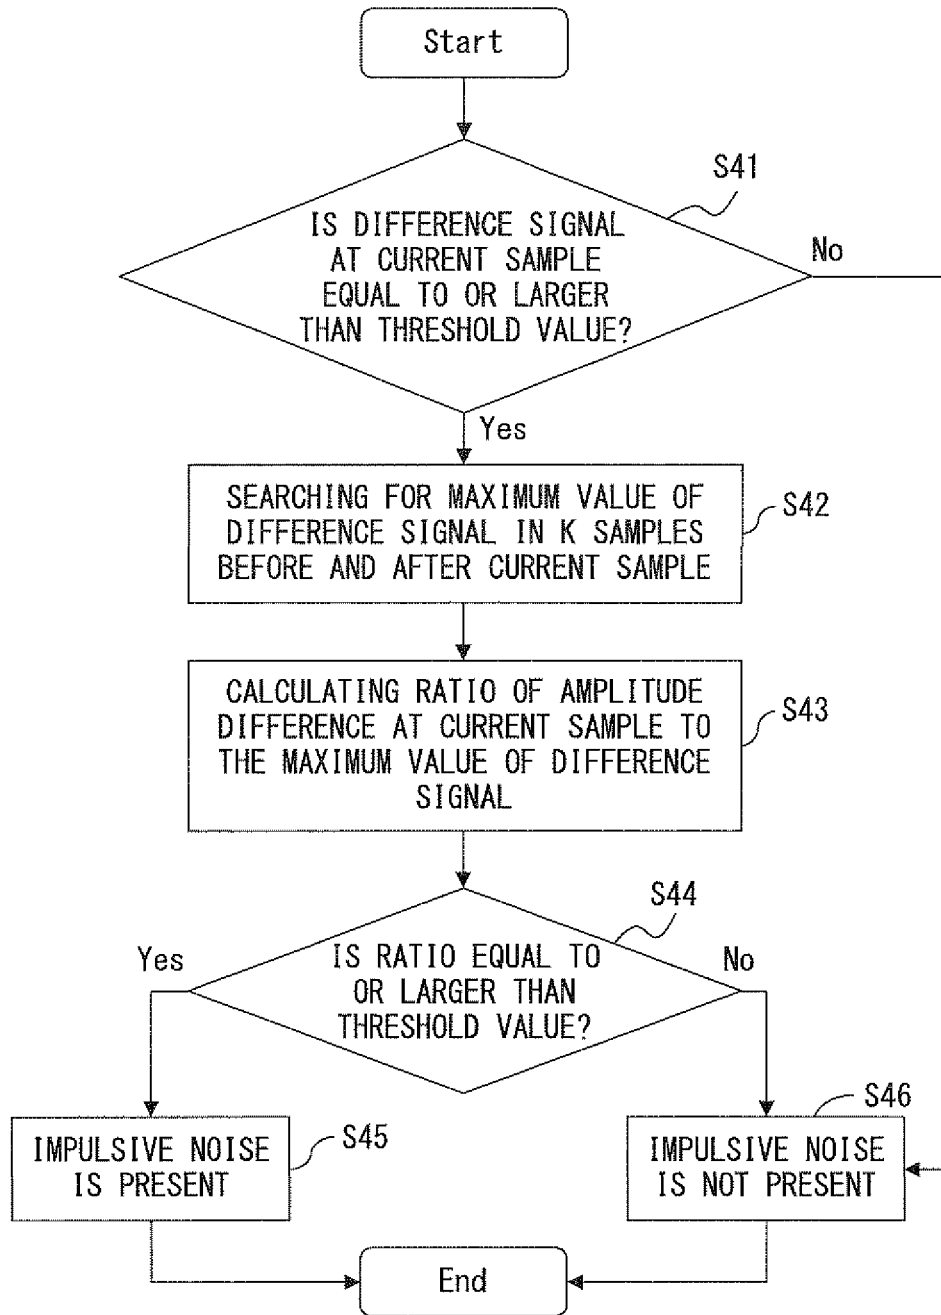 Start
S41
IS DIFFERENCE SIGNAL
AT CURRENT SAMPLE
EQUAL TO OR LARGER
THAN THRESHOLD VALUE?
No
Yes
SEARCHING FOR MAXIMUM VALUE OF
DIFFERENCE SIGNAL IN K SAMPLES
BEFORE AND AFTER CURRENT SAMPLE
S42
CALCULATING RATIO OF AMPLITUDE
DIFFERENCE AT CURRENT SAMPLE TO
THE MAXIMUM VALUE OF DIFFERENCE
SIGNAL
S43
S44
IS RATIO EQUAL TO
OR LARGER THAN
THRESHOLD VALUE?
Yes
No
IMPULSIVE NOISE
IS PRESENT
S45
S46
IMPULSIVE NOISE
IS NOT PRESENT
End